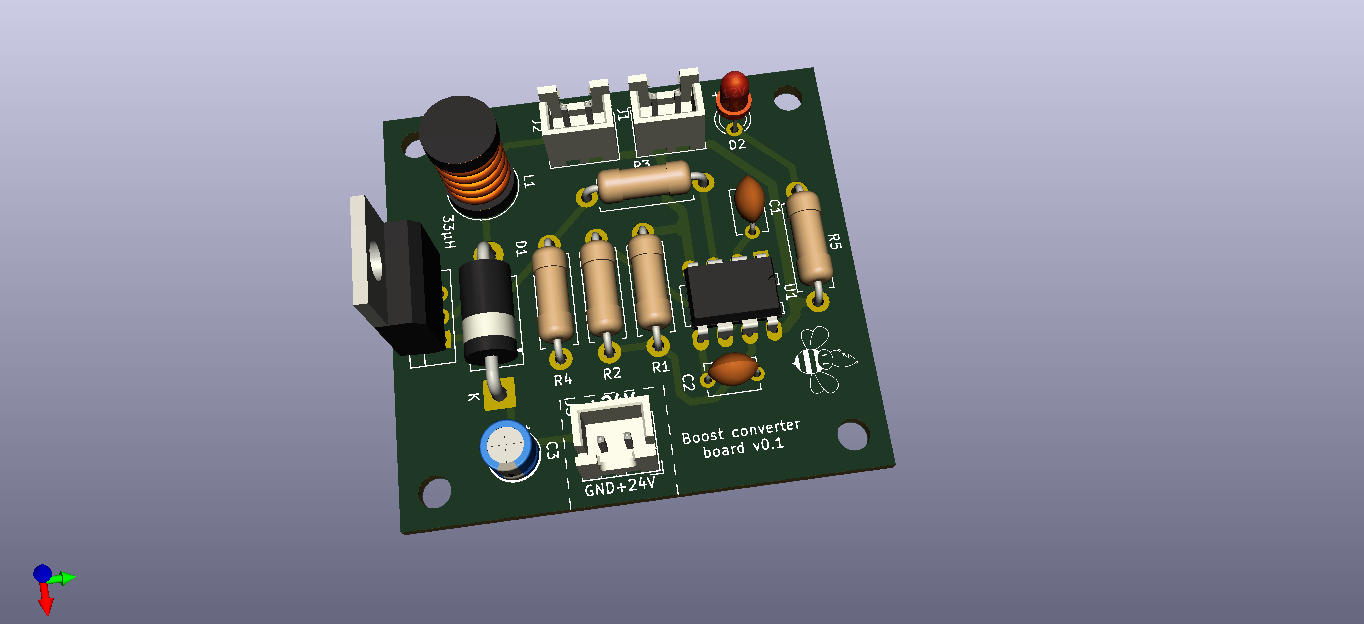 J2
J1
D2
R3
L1
C1
33µH
D1
R5
U1
R4
R2
R1
C2
K
+24V
C3
Boost converter
board v0.1
GND+24V